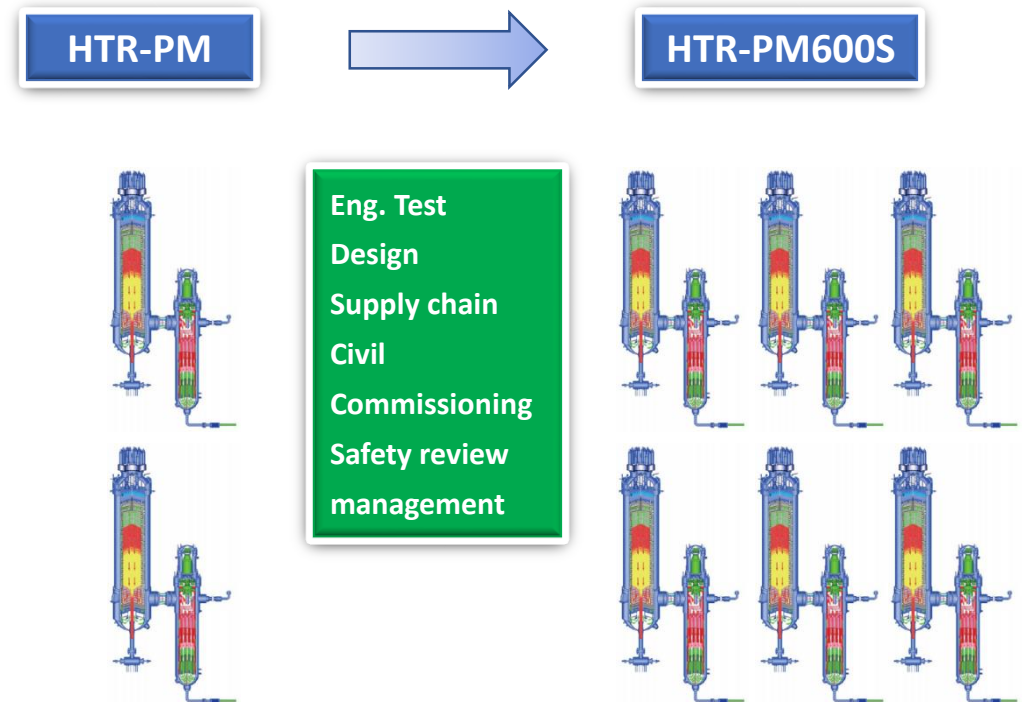 HTR-PM
HTR-PM600S
Eng. Test
Design
Supply chain
Civil
Commissioning
Safety review
management